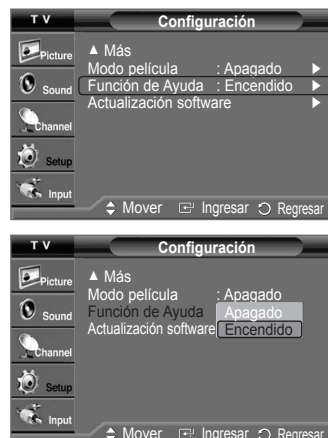 T V
Configuración
Picture
Sound
Channel
Setup
Input
▲ Más
Modo película : Apagado ▶
Función de Ayuda : Encendido ▶
Actualización software ▶
Mover Ingresar Regresar
T V
Configuración
Picture
Sound
Channel
Setup
Input
▲ Más
Modo película : Apagado
Función de Ayuda Apagado
Actualización software Encendido
Mover Ingresar Regresar